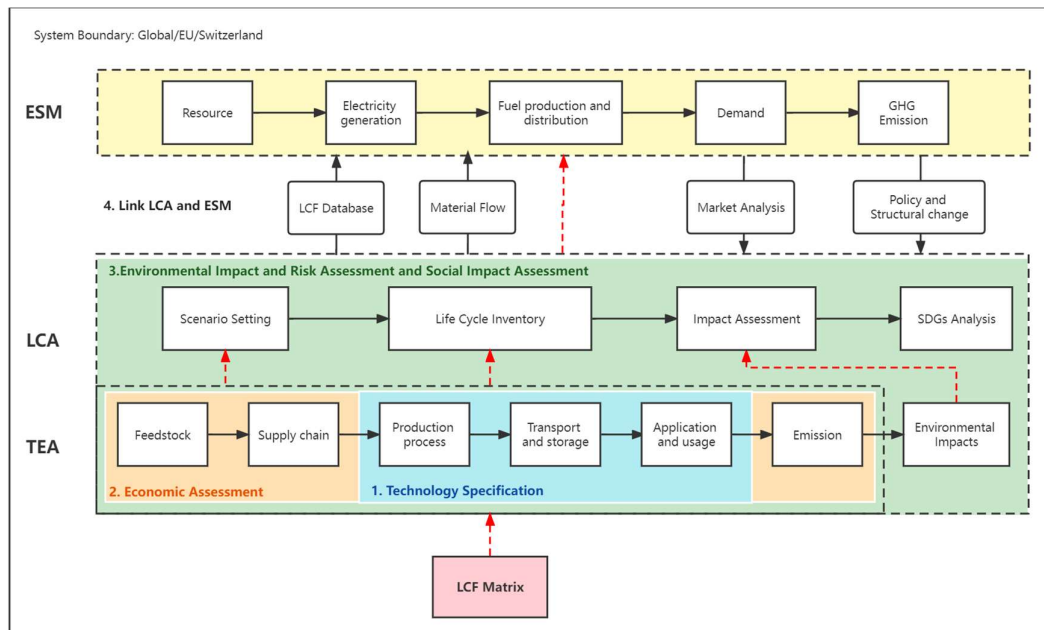 System Boundary: Global/EU/Switzerland
ESM
Resource
Electricity
generation
Fuel production and
distribution
Demand
GHG
Emission
4. Link LCA and ESM
LCF Database
Material Flow
Market Analysis
Policy and
Structural change
3.Environmental Impact and Risk Assessment and Social Impact Assessment
LCA
Scenario Setting
Life Cycle Inventory
Impact Assessment
SDGs Analysis
TEA
Feedstock
Supply chain
Production
process
Transport
and storage
Application
and usage
Emission
Environmental
Impacts
2. Economic Assessment
1. Technology Specification
LCF Matrix